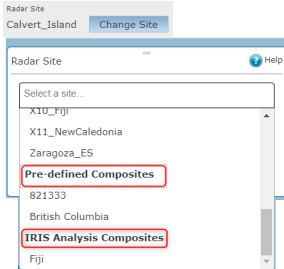 Radar Site
Calvert_Island Change Site
Radar Site Help
Select a site...
X10_Fiji
X11_NewCaledonia
Zaragoza_ES
Pre-defined Composites
821333
British Columbia
IRIS Analysis Composites
Fiji